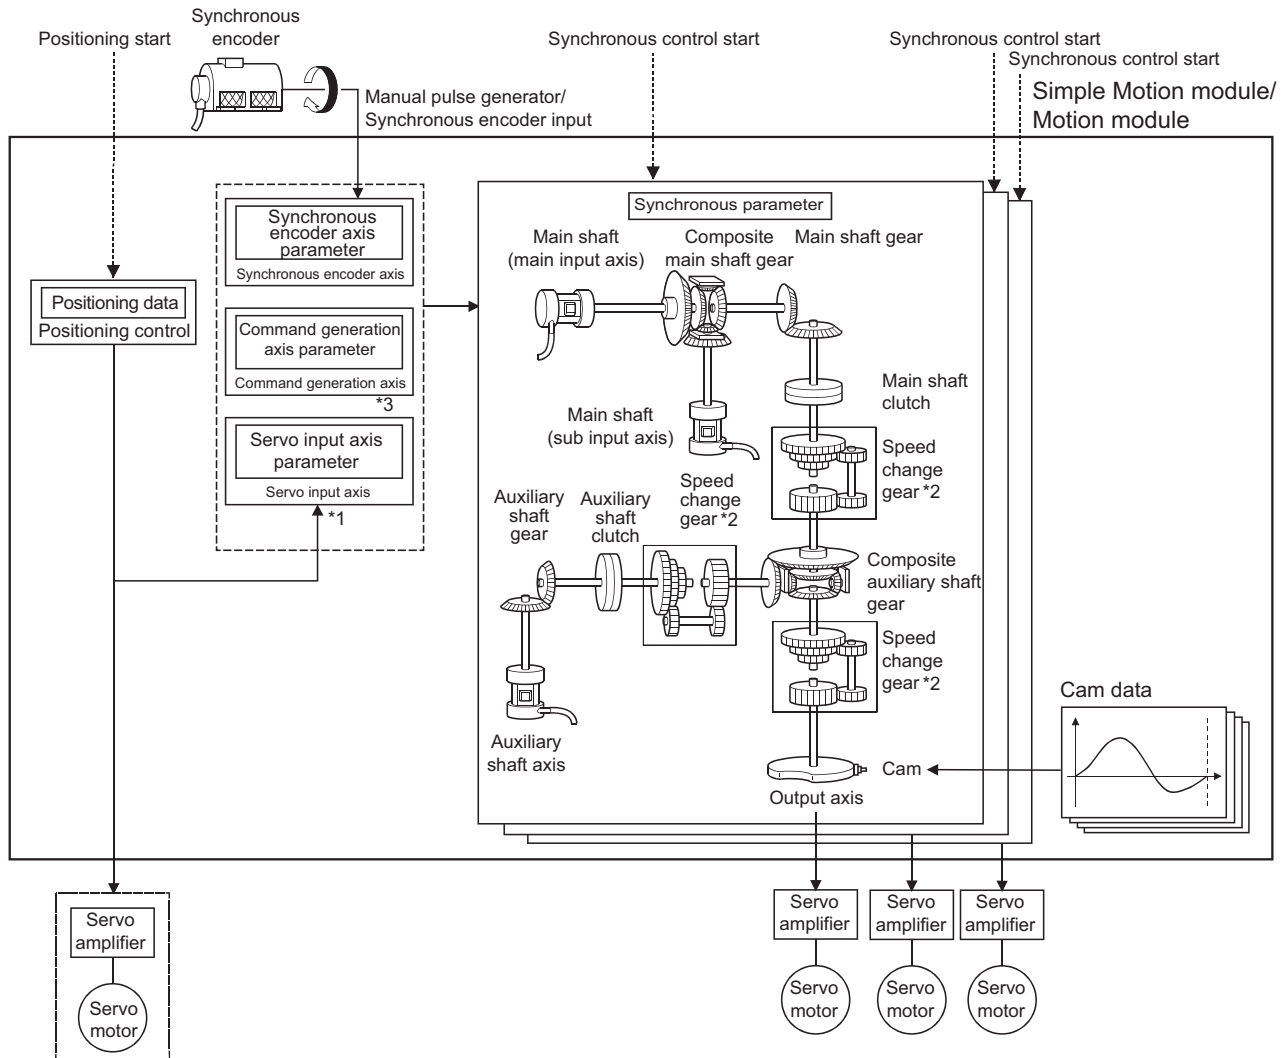 Positioning start
Synchronous
encoder
Synchronous control start
Synchronous control start
Synchronous control start
Manual pulse generator/
Synchronous encoder input
Simple Motion module/
Motion module
Synchronous
encoder axis
parameter
Synchronous encoder axis
Positioning data
Positioning control
Command generation
axis parameter
Command generation axis
*3
Servo input axis
parameter
Servo input axis
*1
Synchronous parameter
Main shaft
(main input axis)
Composite
main shaft gear
Main shaft gear
Main shaft
clutch
Main shaft
(sub input axis)
Speed
change
gear *2
Auxiliary
shaft
gear
Auxiliary
shaft
clutch
Speed
change
gear *2
Composite
auxiliary shaft
gear
Speed
change
gear *2
Auxiliary
shaft axis
Cam data
Cam
Output axis
Servo
amplifier
Servo
motor
Servo
amplifier
Servo
motor
Servo
amplifier
Servo
motor
Servo
amplifier
Servo
motor